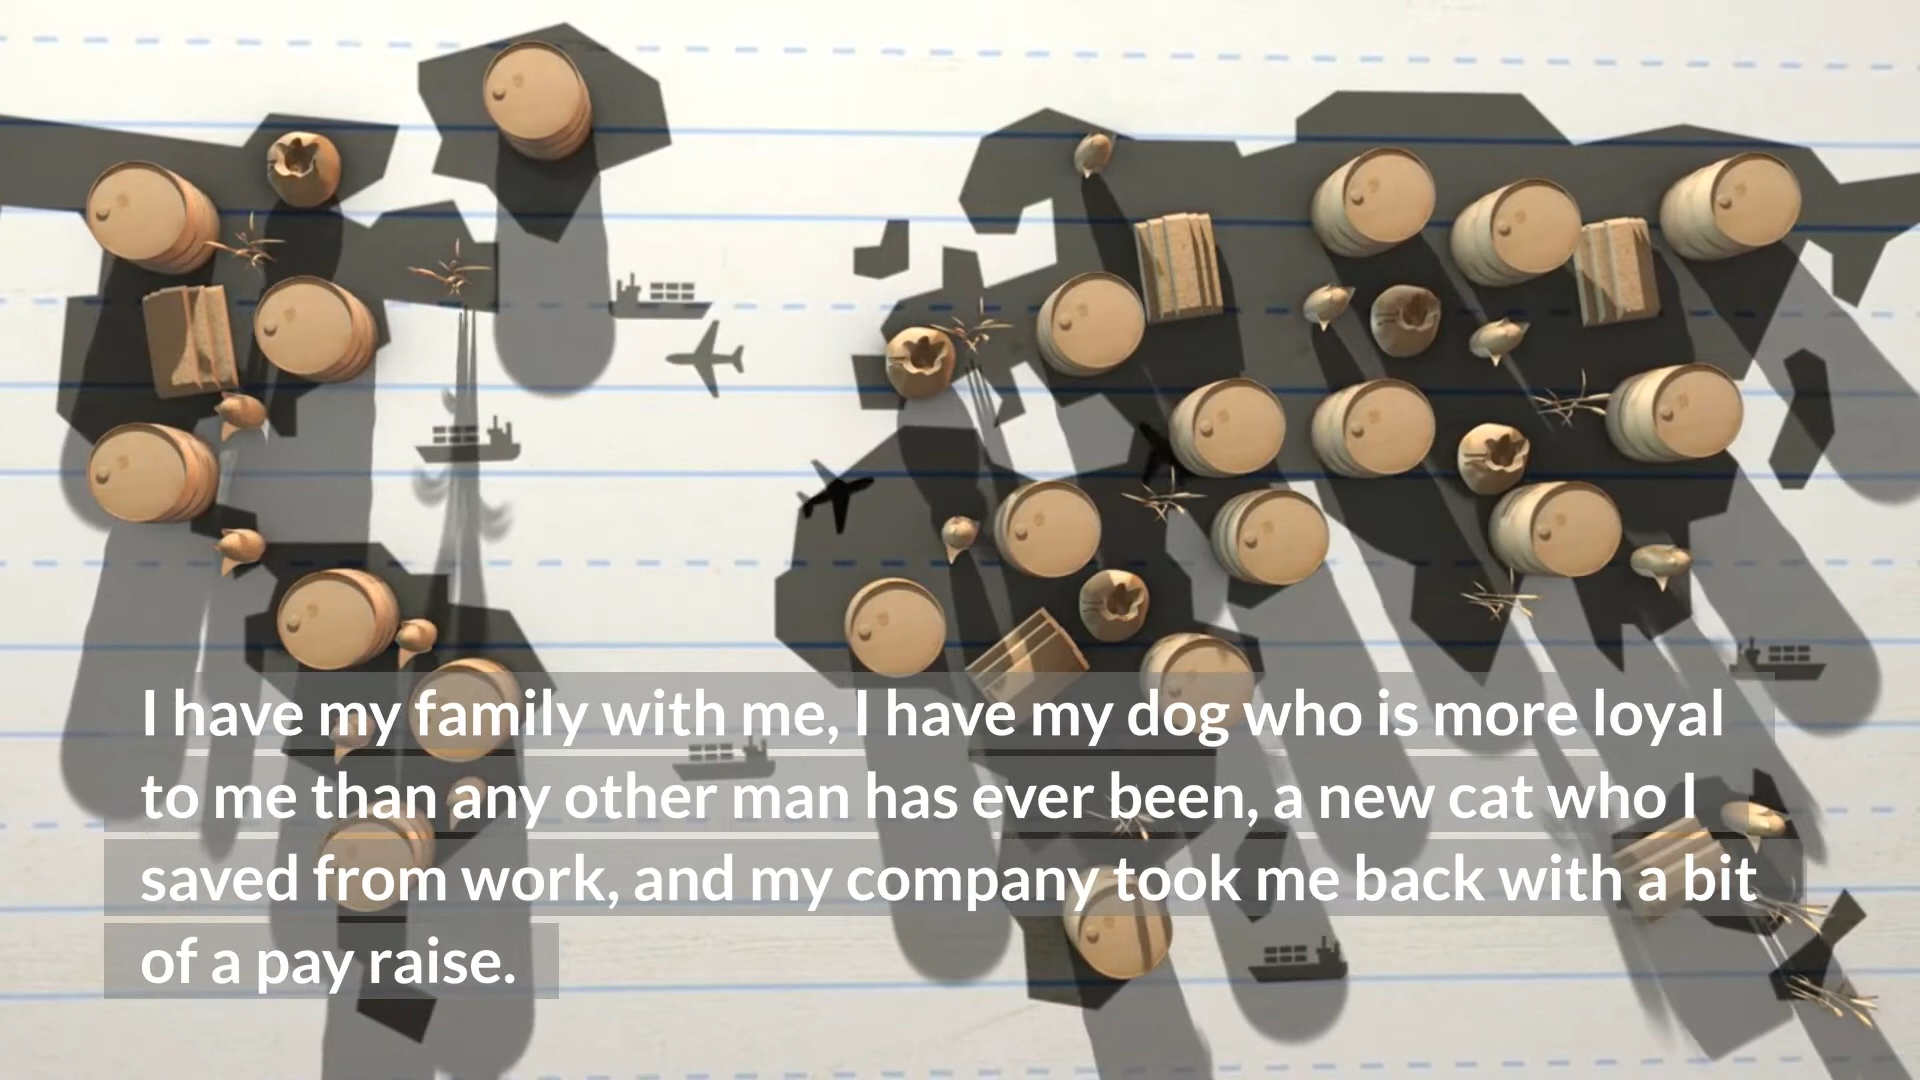 I have my family with me, I have my dog who is more loyal
to me than any other man has ever been, a new cat who I
saved from work, and my company took me back with a bit
of a pay raise.